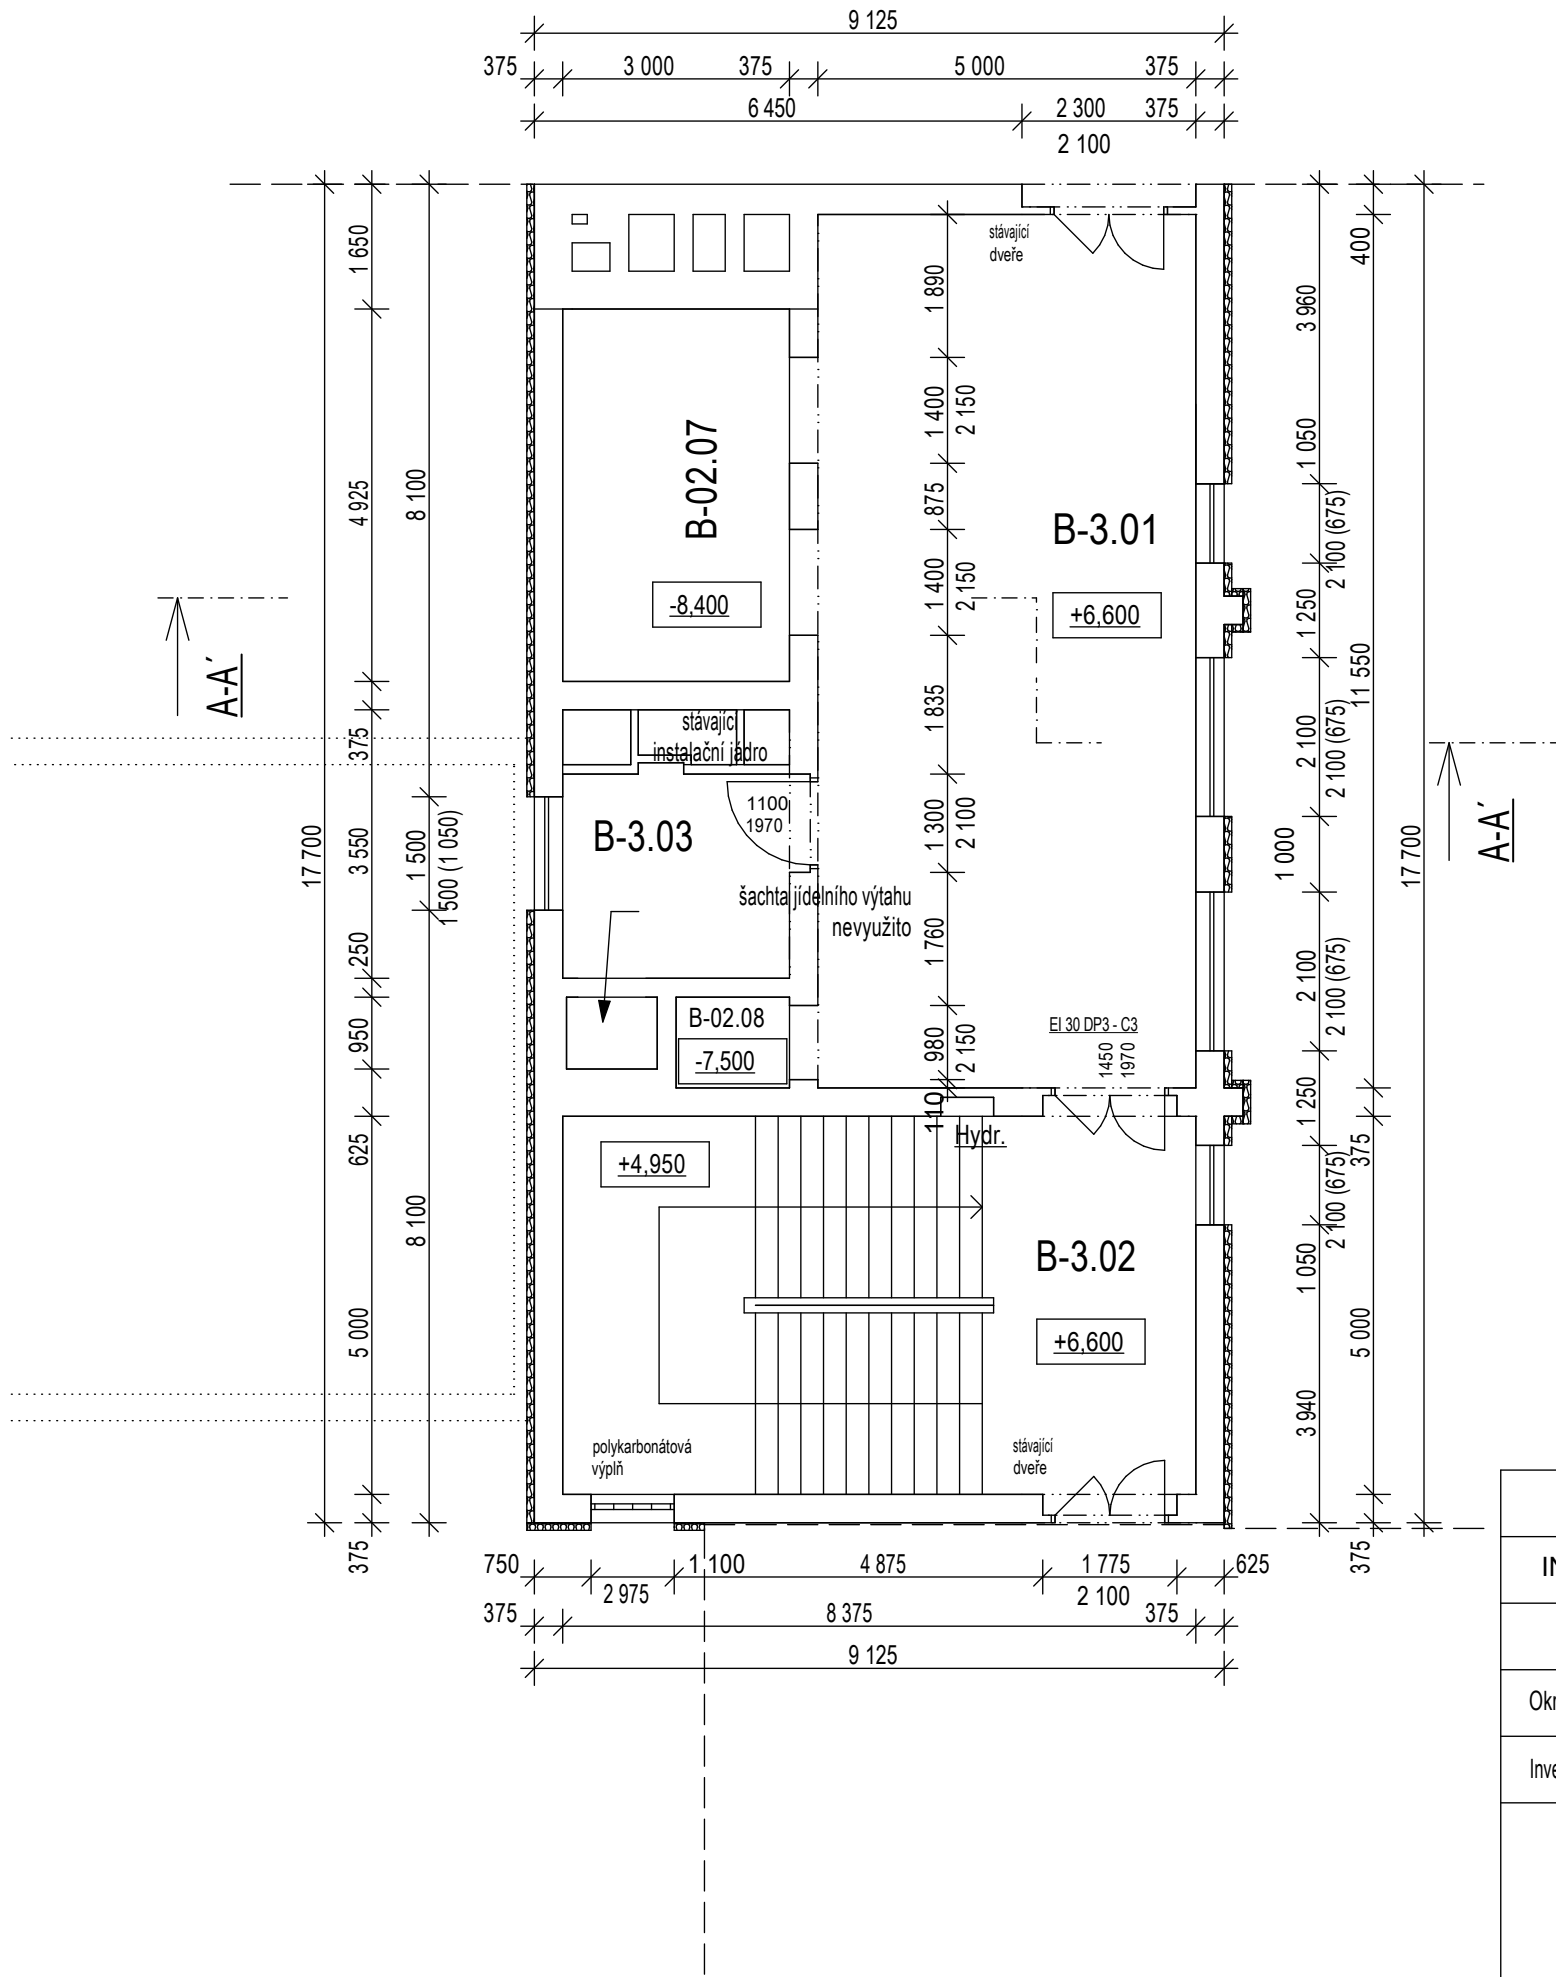 9 125
375
3 000
375
5 000
375
6 450
2 300
375
2 100
1 650
4 925
375
3 550
250
950
625
5 000
375
17 700
8 100
1 500
1 500 (1 050)
8 100
A-A´
stávající
dveře
1 890
1 400
2 150
875
1 400
2 150
1 835
1 300
2 100
1 760
980
2 150
110
B-02.07
-8,400
B-3.01
+6,600
stávající
instalační jádro
1100
1970
B-3.03
šachta jídelního výtahu
nevyužito
B-02.08
-7,500
EI 30 DP3 - C3
1450
1970
Hydr.
+4,950
B-3.02
+6,600
polykarbonátová
výplň
stávající
dveře
3 960
1 050
2 100 (675)
1 250
2 100
2 100 (675)
1 000
2 100
2 100 (675)
1 250
2 100 (675)
1 050
3 940
400
11 550
375
5 000
375
17 700
A-A´
750
1 100
4 875
1 775
625
2 975
2 100
375
8 375
375
9 125